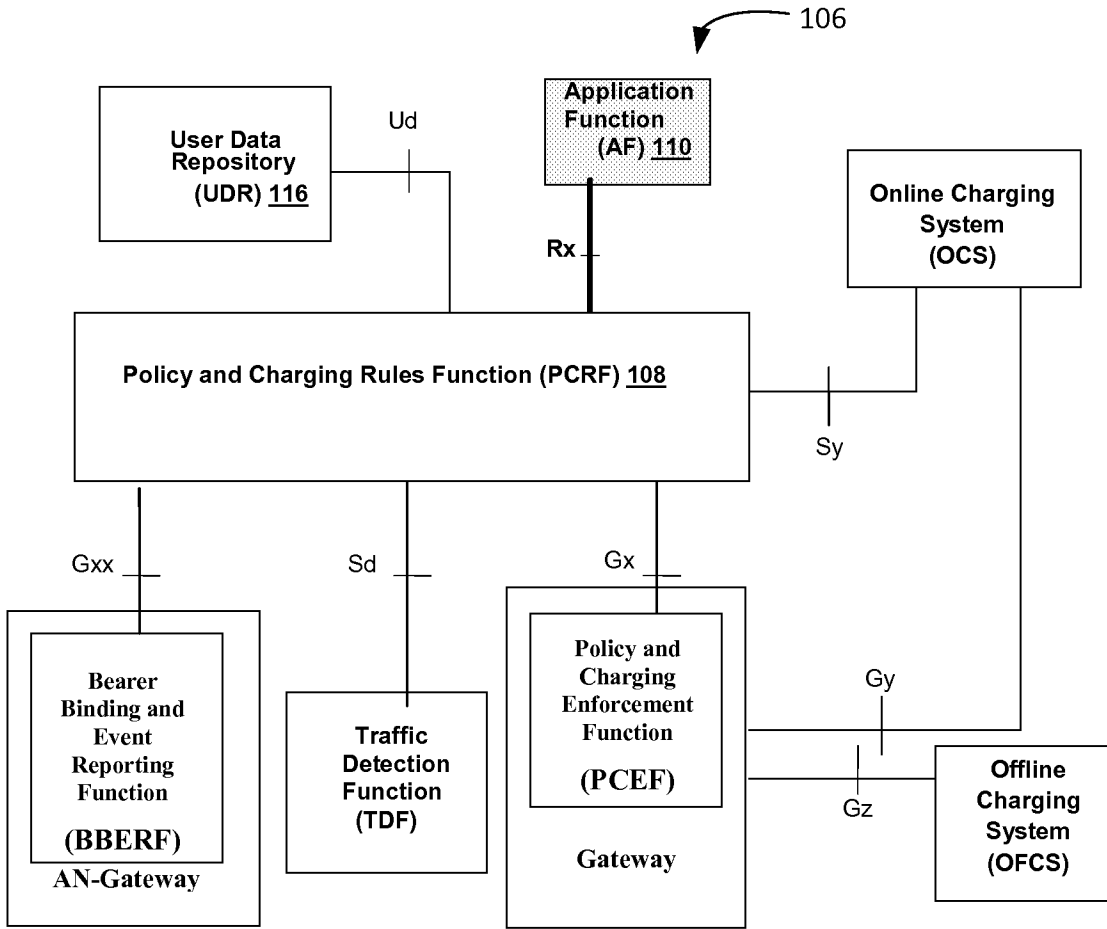 106
Application
Function
(AF) 110
Ud
User Data
Repository
(UDR) 116
Online Charging
System
(OCS)
Rx
Policy and Charging Rules Function (PCRF) 108
Sy
Gxx
Sd
Gx
Bearer
Binding and
Event
Reporting
Function
(BBERF)
AN-Gateway
Traffic
Detection
Function
(TDF)
Policy and
Charging
Enforcement
Function
(PCEF)
Gateway
Gy
Gz
Offline
Charging
System
(OFCS)